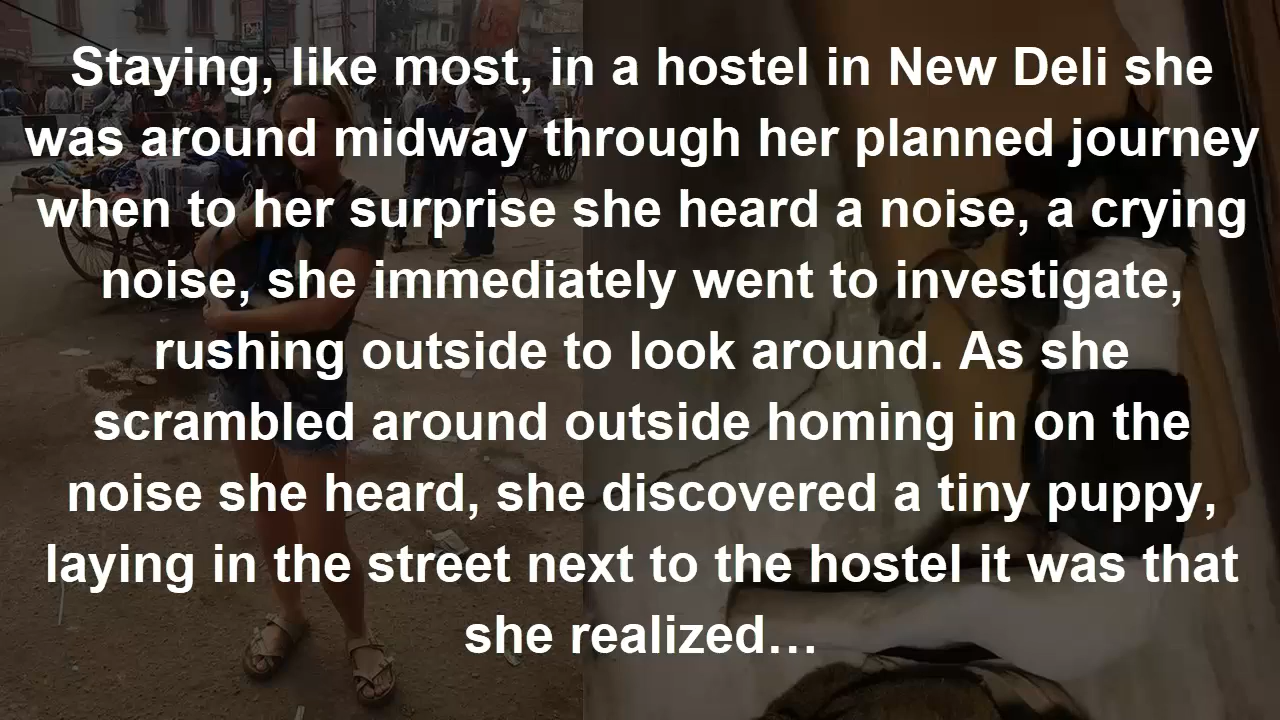 Staying, like most, in a hostel in New Deli she
was around midway through her planned journey
when to her surprise she heard a noise, a crying
noise, she immediately went to investigate,
rushing outside to look around. As she
scrambled around outside homing in on the
noise she heard, she discovered a tiny puppy,
laying in the street next to the hostel it was that
she realized…